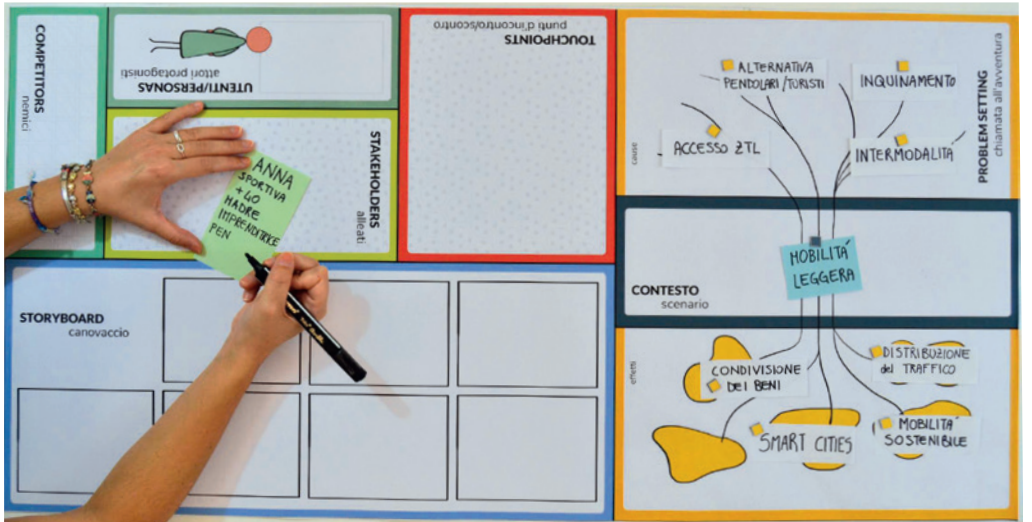 COMPETITORS
nemici
UTENTI/PERSONAS
attori protagonisti
STAKEHOLDERS
alleati
ANNA
SPORTIVA
+40
MADRE
IMPRENDITRICE
PEN
TOUCHPOINTS
punti d'incontro/scontro
STORYBOARD
canovaccio
PROBLEM SETTING
chiamata all'avventura
cause
ALTERNATIVA
PENDOLARI/TURISTI
INQUINAMENTO
ACCESSO ZTL
INTERMODALITÀ
MOBILITÀ
LEGGERA
CONTESTO
scenario
effetti
CONDIVISIONE
DEI BENI
DISTRIBUZIONE
del TRAFFICO
SMART CITIES
MOBILITÀ
SOSTENIBILE